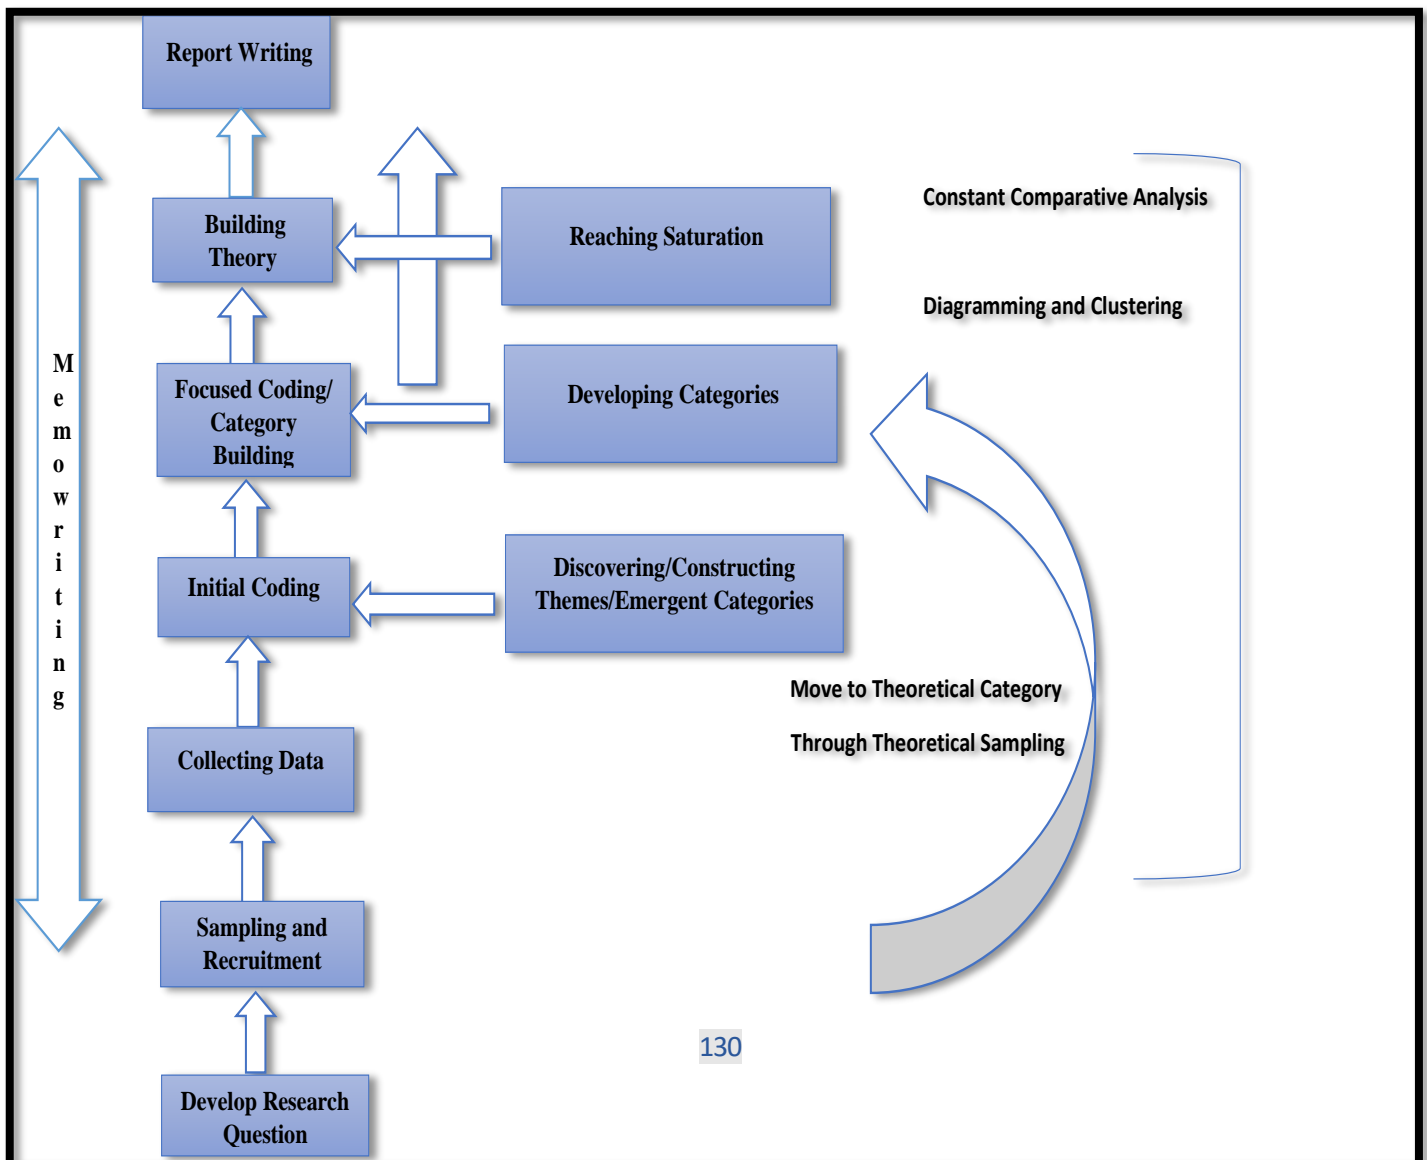 Report Writing
Constant Comparative Analysis
Building
Theory
Reaching Saturation
Diagramming and Clustering
Memowriting
Focused Coding/
Category
Building
Developing Categories
Initial Coding
Discovering/Constructing
Themes/Emergent Categories
Move to Theoretical Category
Through Theoretical Sampling
Collecting Data
Sampling and
Recruitment
130
Develop Research
Question